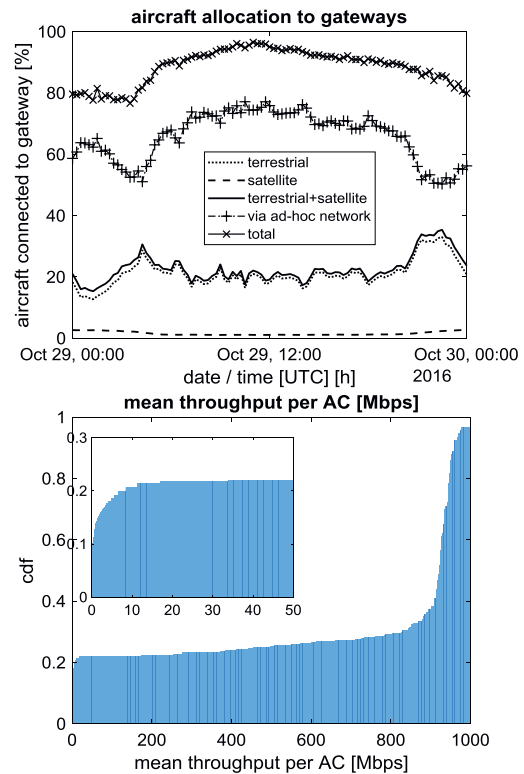 aircraft allocation to gateways
100
80
60
40
20
0
aircraft connected to gateway [%]
terrestrial
satellite
terrestrial+satellite
via ad-hoc network
total
Oct 29, 00:00 Oct 29, 12:00 Oct 30, 00:00
date / time [UTC] [h] 2016
mean throughput per AC [Mbps]
1
0.8
0.6
0.4
0.2
0
cdf
0.3
0.2
0.1
0
0 10 20 30 40 50
0 200 400 600 800 1000
mean throughput per AC [Mbps]